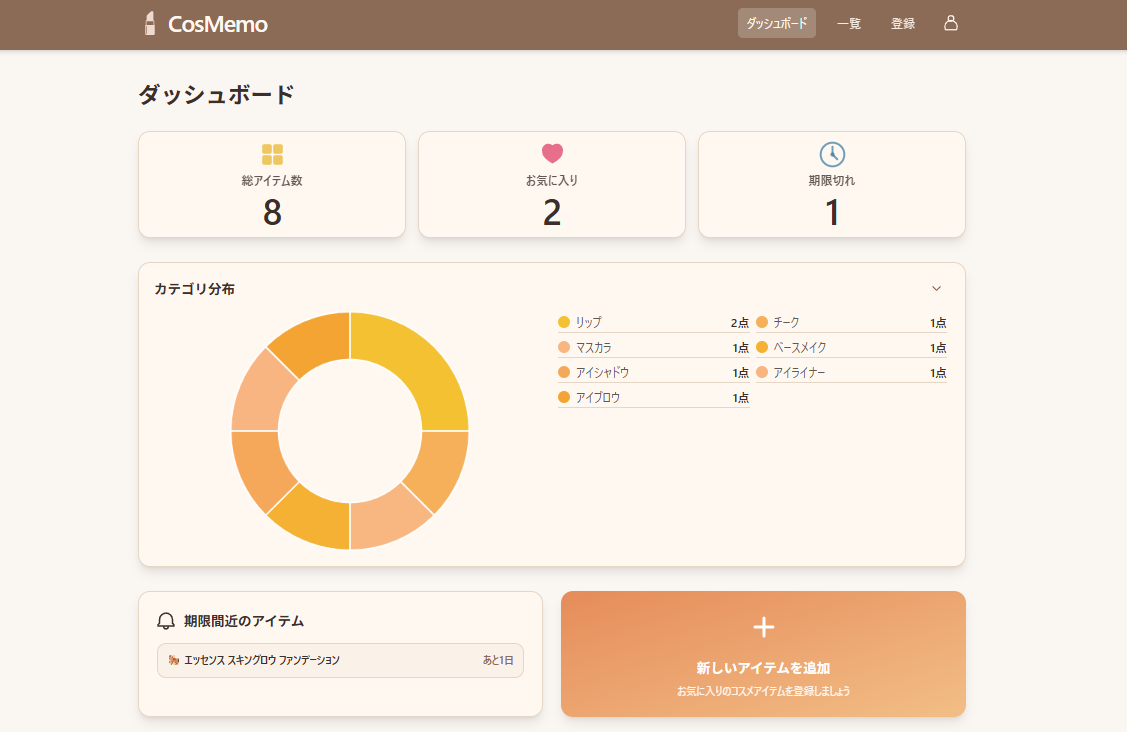 CosMemo
ダッシュボード 一覧 登録
ダッシュボード
総アイテム数
8
お気に入り
2
期限切れ
1
カテゴリ分布
リップ 2点 チーク 1点
マスカラ 1点 ベースメイク 1点
アイシャドウ 1点 アイライナー 1点
アイブロウ 1点
期限間近のアイテム
エッセンス スキングロウ ファンデーション あと1日
新しいアイテムを追加
お気に入りのコスメアイテムを登録しましょう